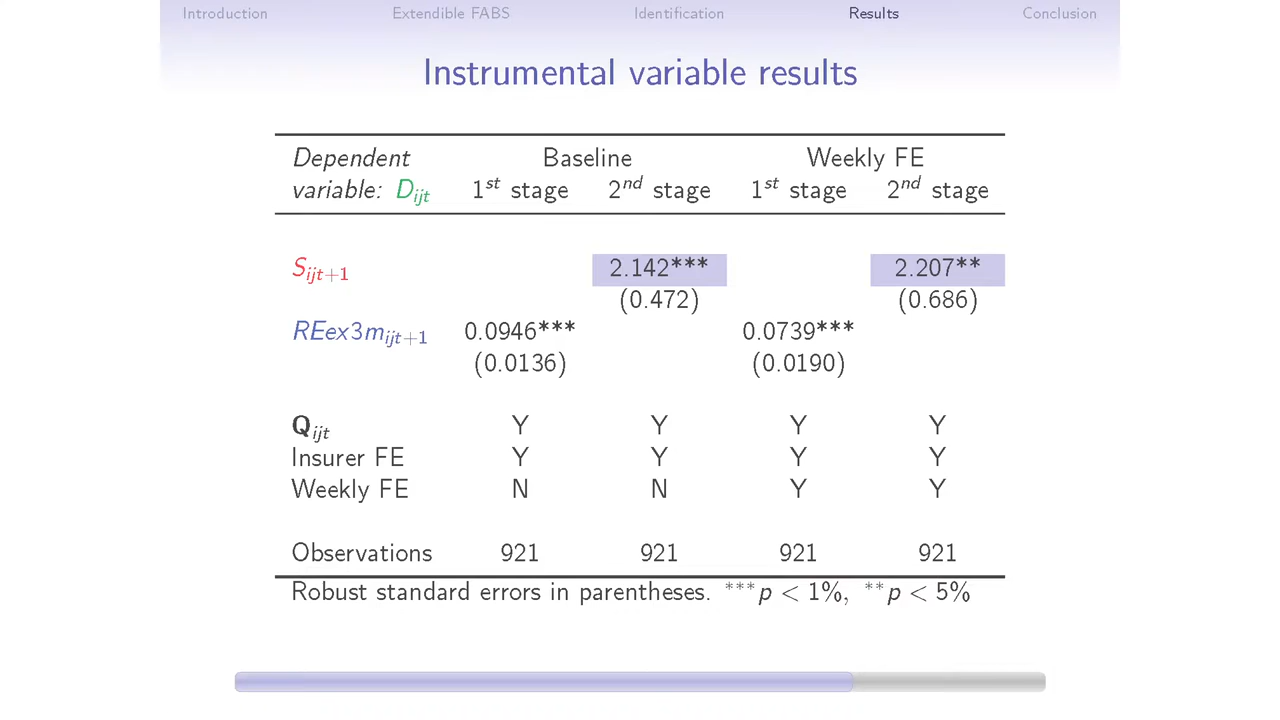 Introduction Extendible FABS Identification Results Conclusion
Instrumental variable results
Dependent Baseline Weekly FE
variable: D_ijt 1st stage 2nd stage 1st stage 2nd stage
S_ijt+1 2.142*** 2.207**
(0.472) (0.686)
REex3m_ijt+1 0.0946*** 0.0739***
(0.0136) (0.0190)
Q_ijt Y Y Y Y
Insurer FE Y Y Y Y
Weekly FE N N Y Y
Observations 921 921 921 921
Robust standard errors in parentheses. ***p < 1%, **p < 5%